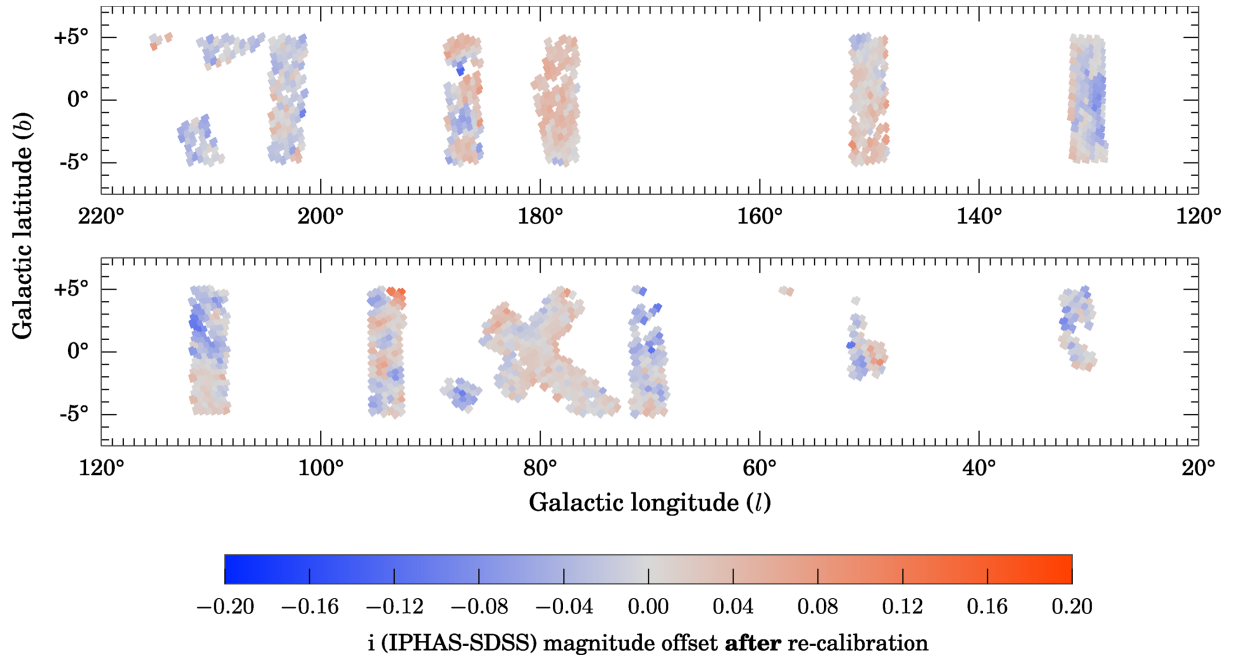 Galactic latitude (b)
+5°
0°
-5°
220° 200° 180° 160° 140° 120°
+5°
0°
-5°
120° 100° 80° 60° 40° 20°
Galactic longitude (l)
−0.20 −0.16 −0.12 −0.08 −0.04 0.00 0.04 0.08 0.12 0.16 0.20
i (IPHAS-SDSS) magnitude offset after re-calibration